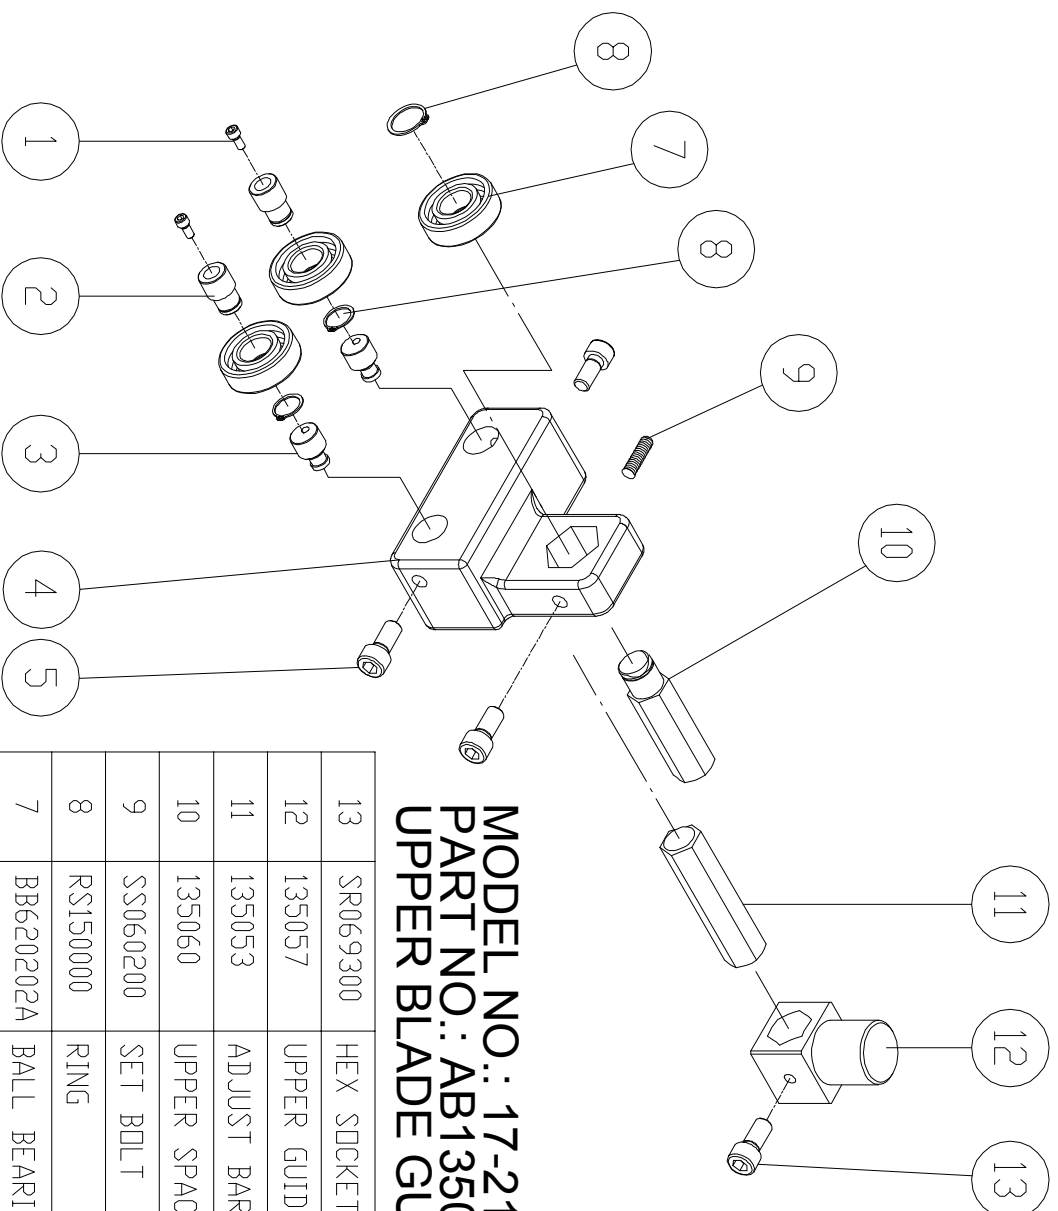 11 12 13
10
9
8
7
8
MODEL NO.: 17-21
PART NO.: AB1350
UPPER BLADE GU
13 SR069300 HEX SOCKET
12 135057 UPPER GUID
11 135053 ADJUST BAR
10 135060 UPPER SPAC
9 SS060200 SET BOLT
8 RS150000 RING
7 BB620202A BALL BEARI
1 2 3 4 5